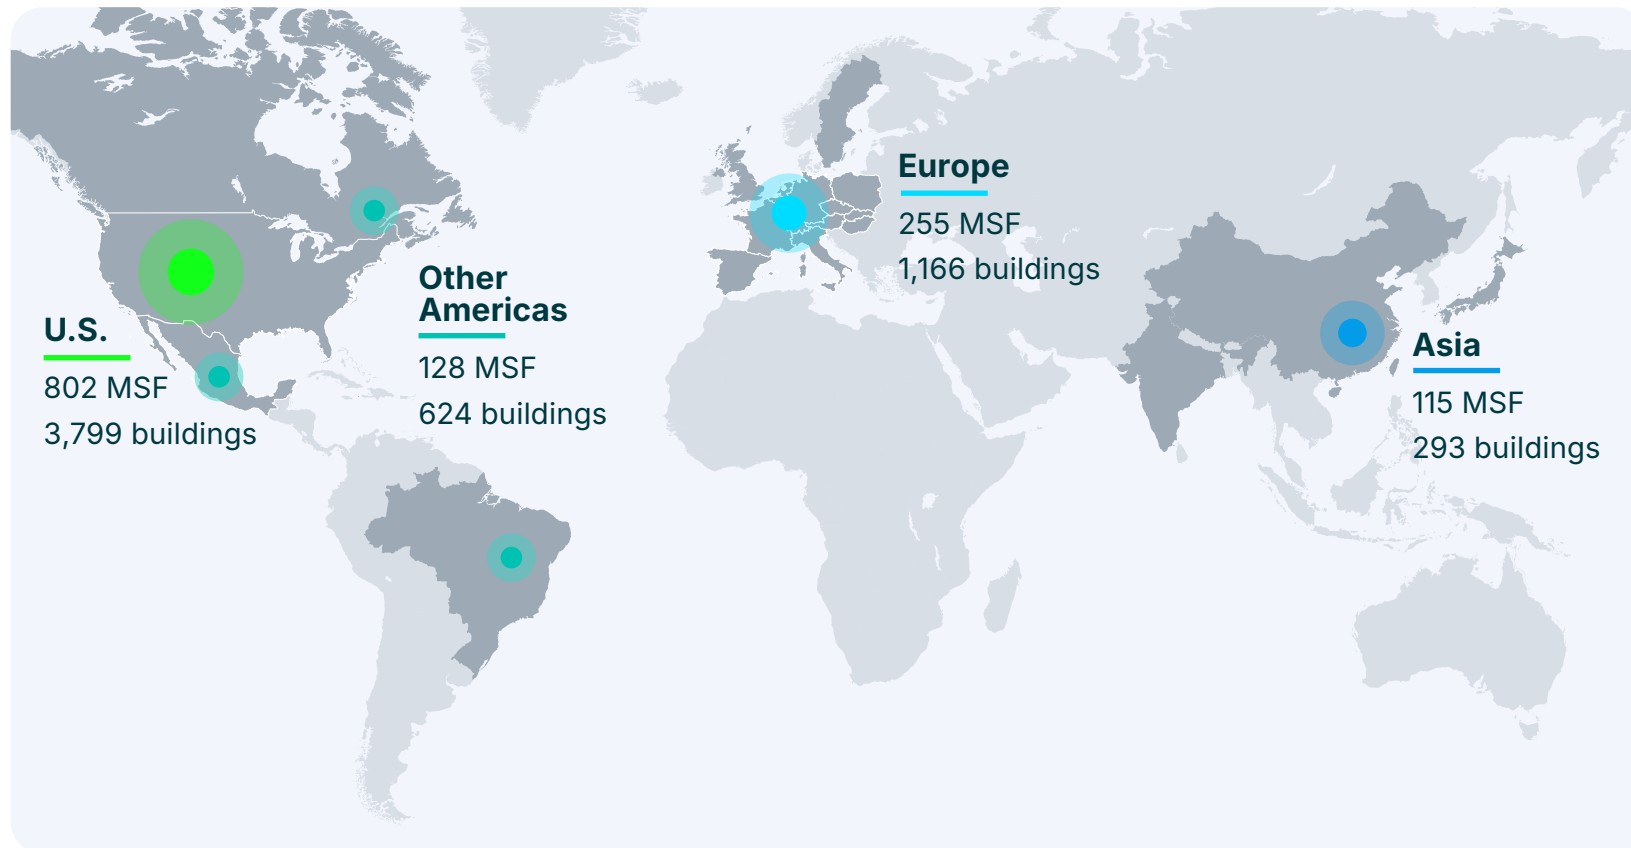 U.S.
802 MSF
3,799 buildings
Other
Americas
128 MSF
624 buildings
Europe
255 MSF
1,166 buildings
Asia
115 MSF
293 buildings